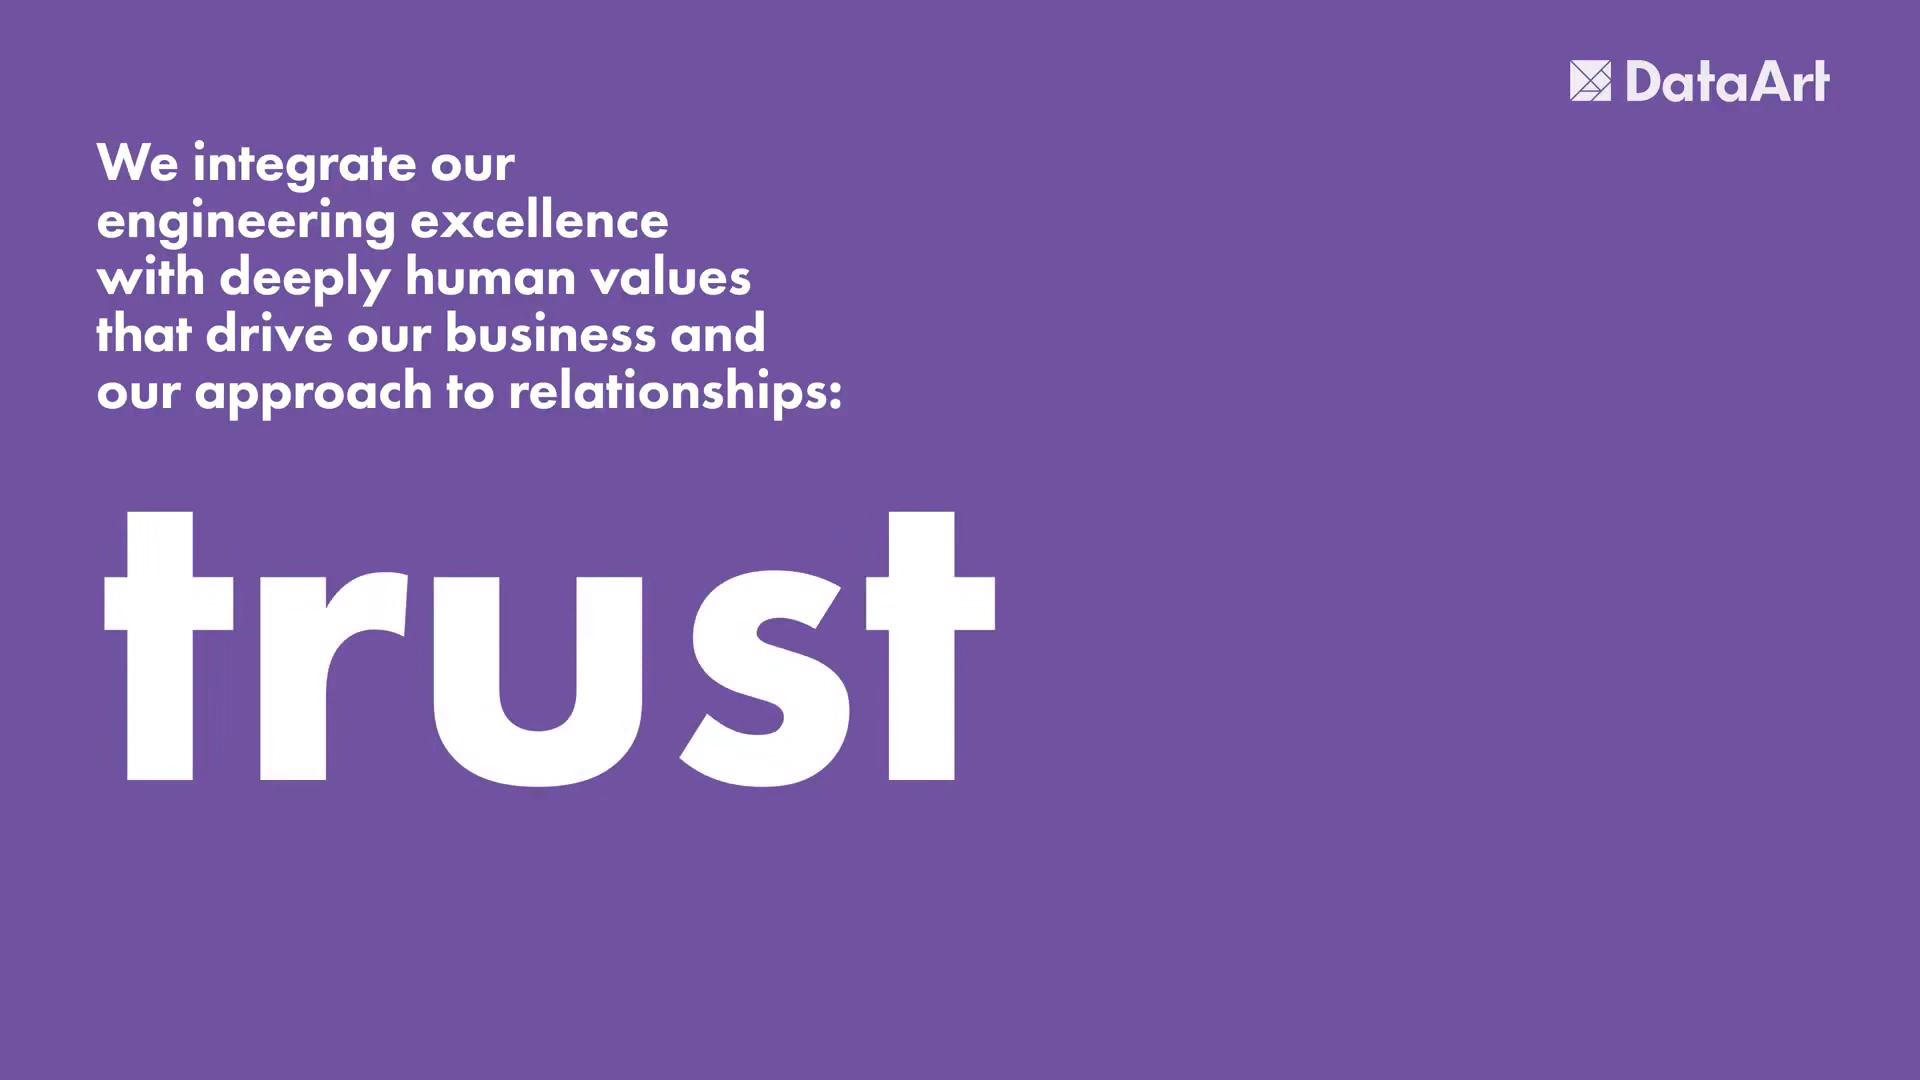 DataArt
We integrate our
engineering excellence
with deeply human values
that drive our business and
our approach to relationships:
trust